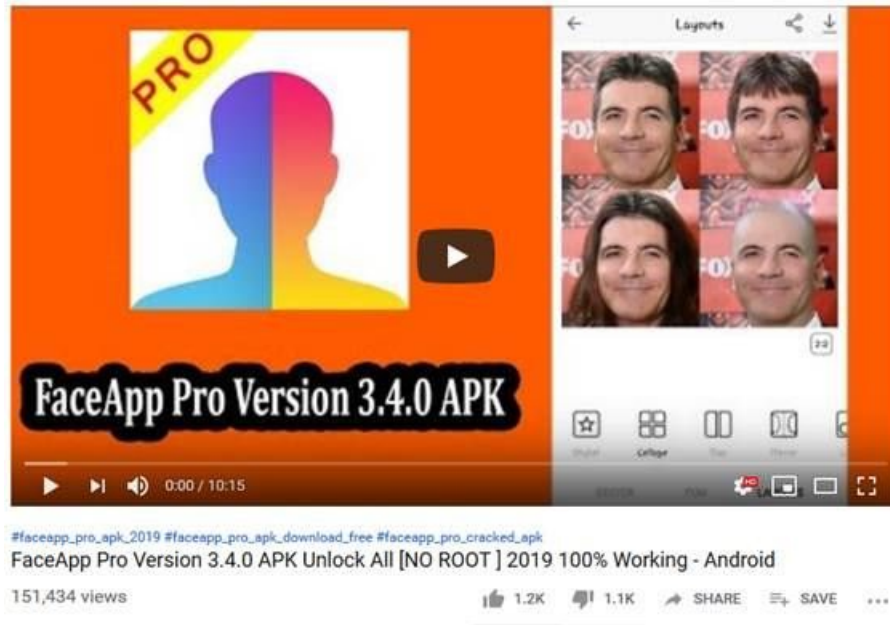 PRO
Layouts
FaceApp Pro Version 3.4.0 APK
Collage
0:00 / 10:15
HD
#faceapp_pro_apk_2019 #faceapp_pro_apk_download_free #faceapp_pro_cracked_apk
FaceApp Pro Version 3.4.0 APK Unlock All [NO ROOT ] 2019 100% Working - Android
151,434 views
1.2K
1.1K
SHARE
SAVE